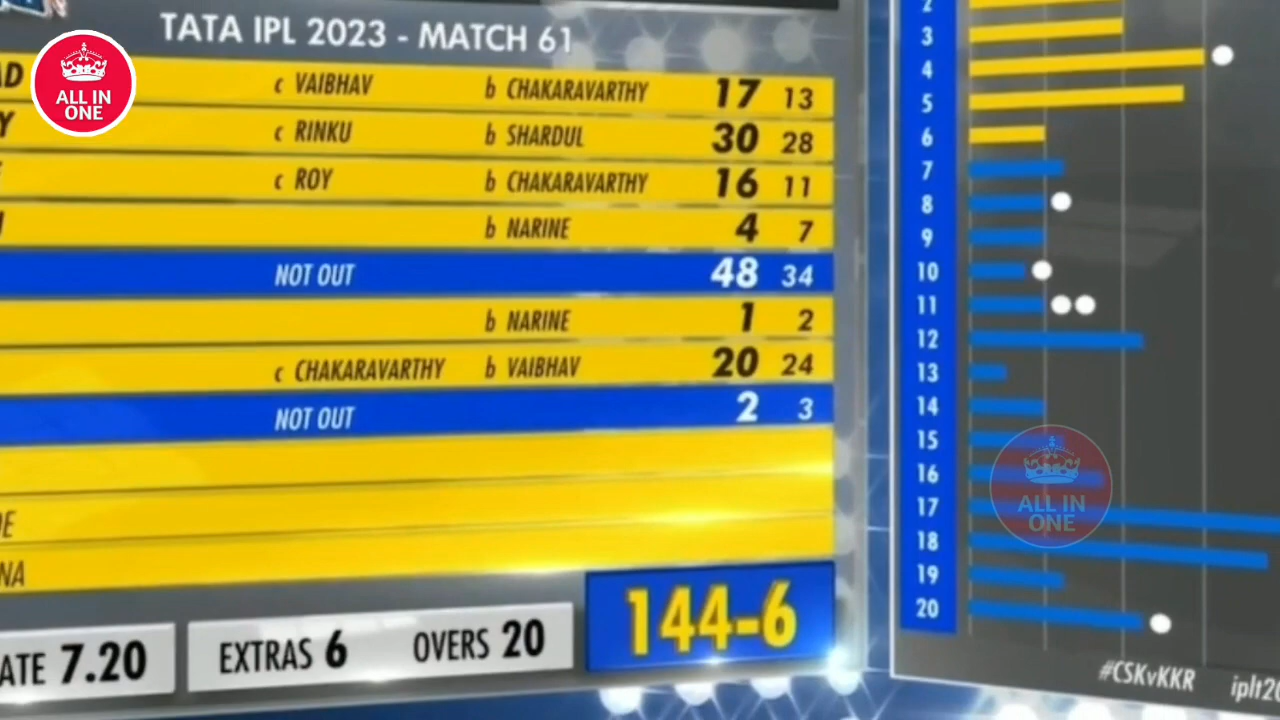 TATA IPL 2023 - MATCH 61
AD c VAIBHAV b CHAKARAVARTHY 17 13
Y c RINKU b SHARDUL 30 28
c ROY b CHAKARAVARTHY 16 11
b NARINE 4 7
NOT OUT 48 34
b NARINE 1 2
c CHAKARAVARTHY b VAIBHAV 20 24
NOT OUT 2 3
DE
NA
ATE 7.20 EXTRAS 6 OVERS 20 144-6
ALL IN
ONE
2
3
4
5
6
7
8
9
10
11
12
13
14
15
16
17
18
19
20
ALL IN
ONE
#CSKvKKR iplt20